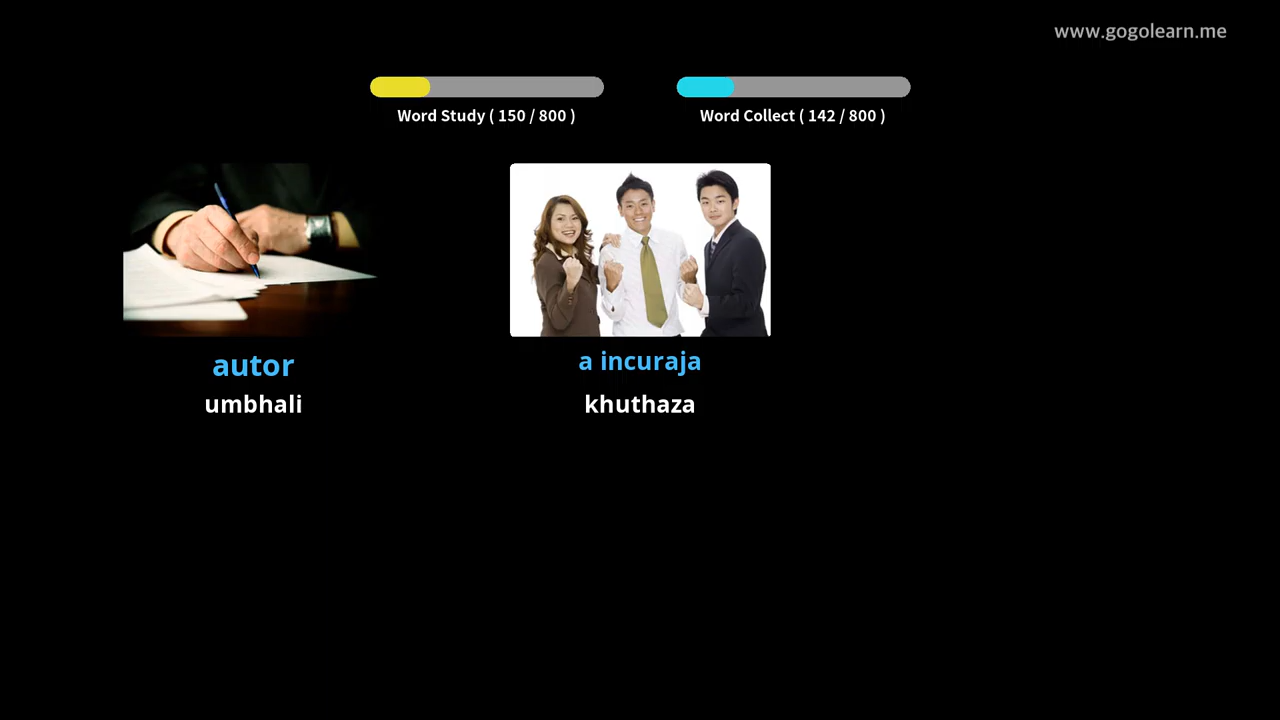 www.gogolearn.me
Word Study ( 150 / 800 )
Word Collect ( 142 / 800 )
autor
umbhali
a incuraja
khuthaza